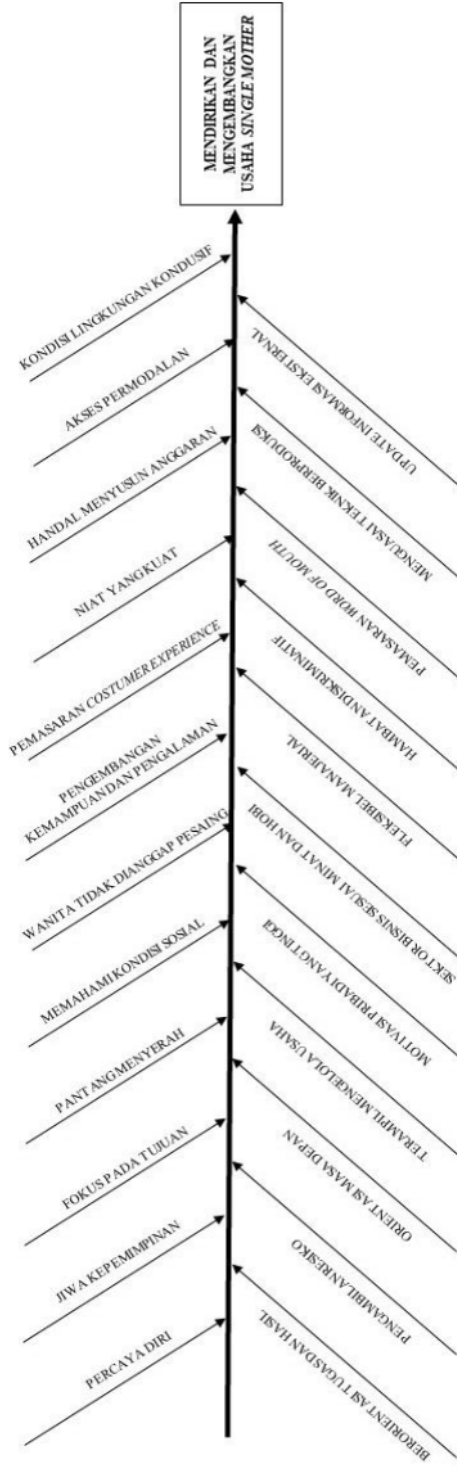 MENDIRIKAN DAN
MENGEMBANGKAN
USAHA SINGLE MOTHER
KONDISI LINGKUNGAN KONDUSIF
AKSES PERMODALAN
HANDAL MENYUSUN ANGGARAN
NIAT YANG KUAT
PEMASARAN COSTUMER EXPERIENCE
PENGEMBANGAN
KEMAMPUAN DAN PENGALAMAN
WANITA TIDAK DIANGGAP PESAING
MEMAHAMI KONDISI SOSIAL
PANTANG MENYERAH
FOKUS PADA TUJUAN
JIWA KEPEMIMPINAN
PERCAYA DIRI
UPDATE INFORMASI EKSTERNAL
MENGUASAI TEKNIK BERPRODUKSI
PEMASARAN WORD OF MOUTH
HAMBATAN DISKRIMINATIF
FLEKSIBEL MANAJERIAL
SEKTOR BISNIS SESUAI MINAT DAN HOBI
MOTIVASI PRIBADI YANG TINGGI
TERAMPIL MENGELOLA USAHA
ORIENTASI MASA DEPAN
PENGAMBILAN RESIKO
BERORIENTASI TUGAS DAN HASIL